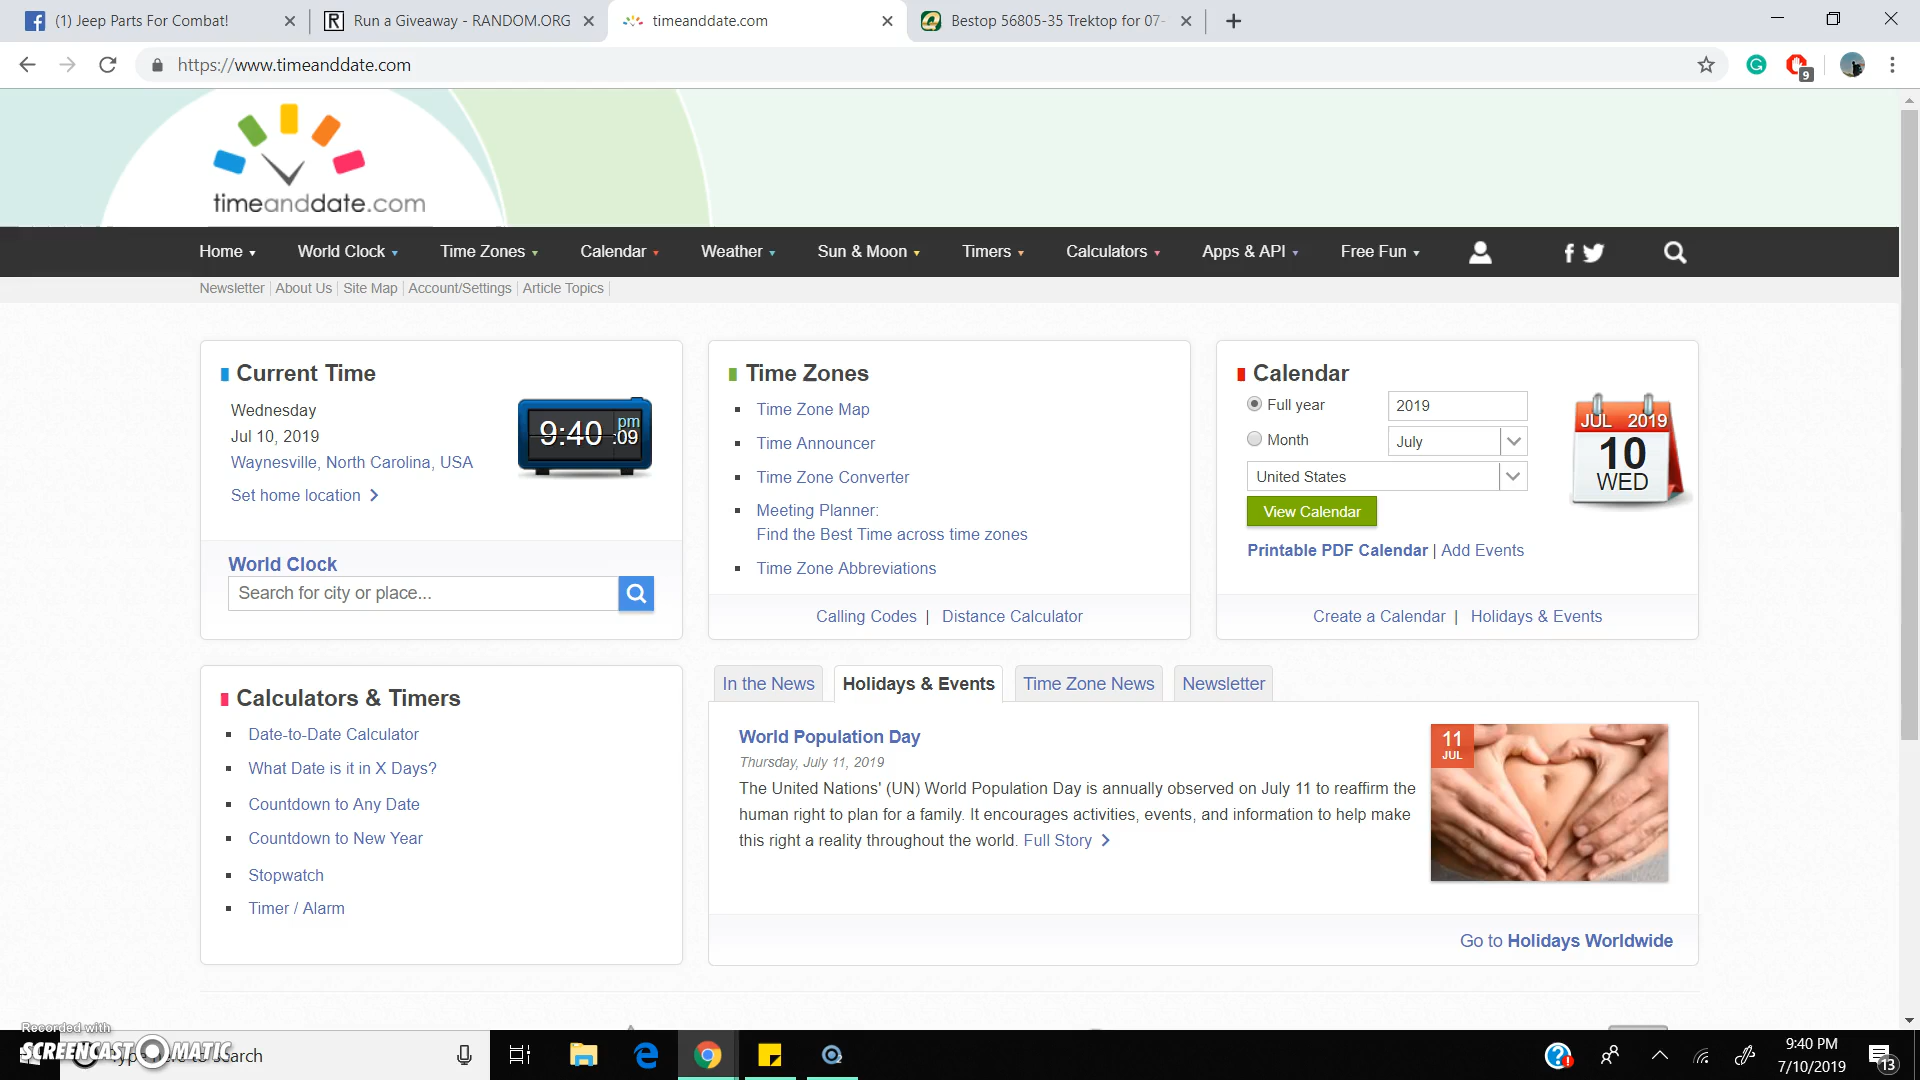 (1) Jeep Parts For Combat!
Run a Giveaway - RANDOM.ORG
timeanddate.com
Bestop 56805-35 Trektop for 07-
https://www.timeanddate.com
9
timeanddate.com
Home World Clock Time Zones Calendar Weather Sun & Moon Timers Calculators Apps & API Free Fun
Newsletter | About Us | Site Map | Account/Settings | Article Topics |
Current Time
Wednesday
Jul 10, 2019
Waynesville, North Carolina, USA
Set home location
9:40 pm :09
World Clock
Search for city or place...
Time Zones
Time Zone Map
Time Announcer
Time Zone Converter
Meeting Planner:
Find the Best Time across time zones
Time Zone Abbreviations
Calling Codes | Distance Calculator
Calendar
Full year 2019
Month July
United States
View Calendar
JUL 2019
10
WED
Printable PDF Calendar | Add Events
Create a Calendar | Holidays & Events
Calculators & Timers
Date-to-Date Calculator
What Date is it in X Days?
Countdown to Any Date
Countdown to New Year
Stopwatch
Timer / Alarm
In the News Holidays & Events Time Zone News Newsletter
World Population Day
Thursday, July 11, 2019
The United Nations' (UN) World Population Day is annually observed on July 11 to reaffirm the
human right to plan for a family. It encourages activities, events, and information to help make
this right a reality throughout the world. Full Story
11
JUL
Go to Holidays Worldwide
Recorded with
SCREENCAST-O-MATIC
Type here to search
9:40 PM
7/10/2019
13